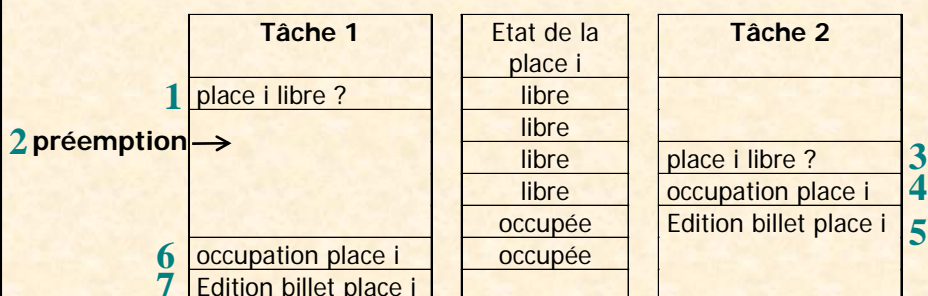 Tâche 1 Etat de la place i Tâche 2
1 place i libre ? libre
libre
2 préemption
libre place i libre ? 3
libre occupation place i 4
occupée Edition billet place i 5
6 occupation place i occupée
7 Edition billet place i